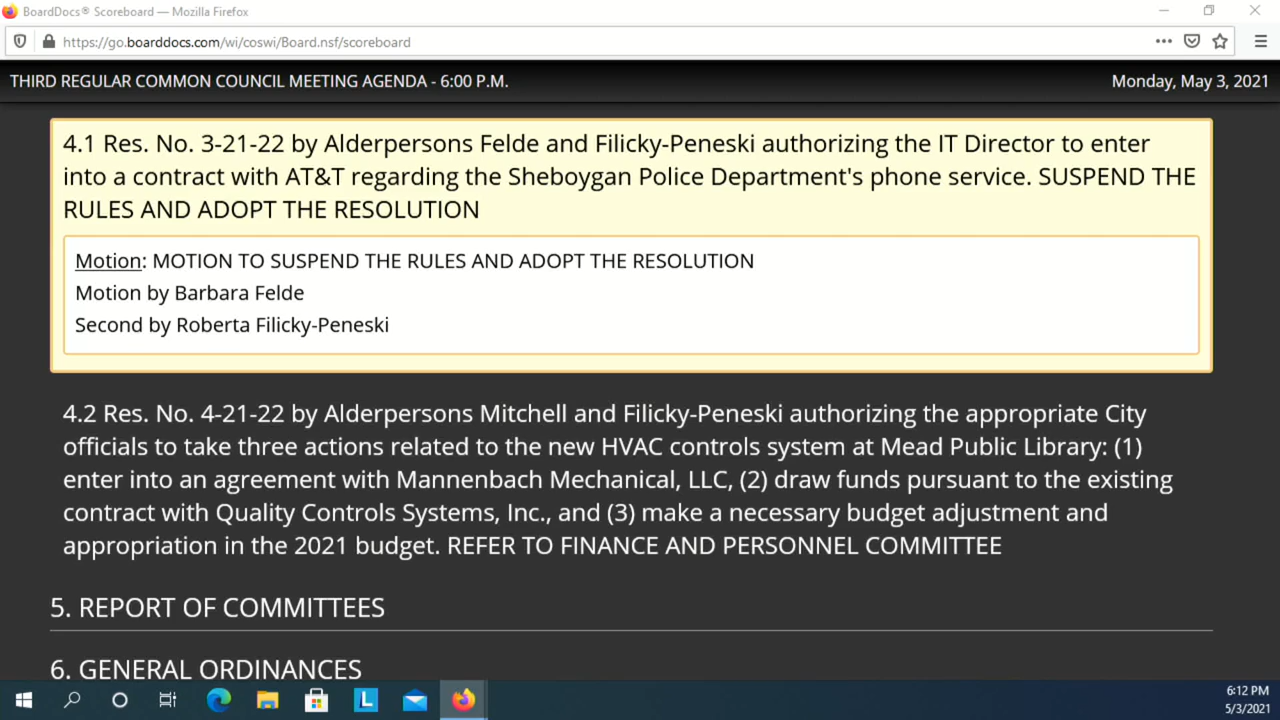 BoardDocs® Scoreboard — Mozilla Firefox
https://go.boarddocs.com/wi/coswi/Board.nsf/scoreboard
THIRD REGULAR COMMON COUNCIL MEETING AGENDA - 6:00 P.M.
Monday, May 3, 2021
4.1 Res. No. 3-21-22 by Alderpersons Felde and Filicky-Peneski authorizing the IT Director to enter
into a contract with AT&T regarding the Sheboygan Police Department's phone service. SUSPEND THE
RULES AND ADOPT THE RESOLUTION
Motion: MOTION TO SUSPEND THE RULES AND ADOPT THE RESOLUTION
Motion by Barbara Felde
Second by Roberta Filicky-Peneski
4.2 Res. No. 4-21-22 by Alderpersons Mitchell and Filicky-Peneski authorizing the appropriate City
officials to take three actions related to the new HVAC controls system at Mead Public Library: (1)
enter into an agreement with Mannenbach Mechanical, LLC, (2) draw funds pursuant to the existing
contract with Quality Controls Systems, Inc., and (3) make a necessary budget adjustment and
appropriation in the 2021 budget. REFER TO FINANCE AND PERSONNEL COMMITTEE
5. REPORT OF COMMITTEES
6. GENERAL ORDINANCES
L
6:12 PM
5/3/2021